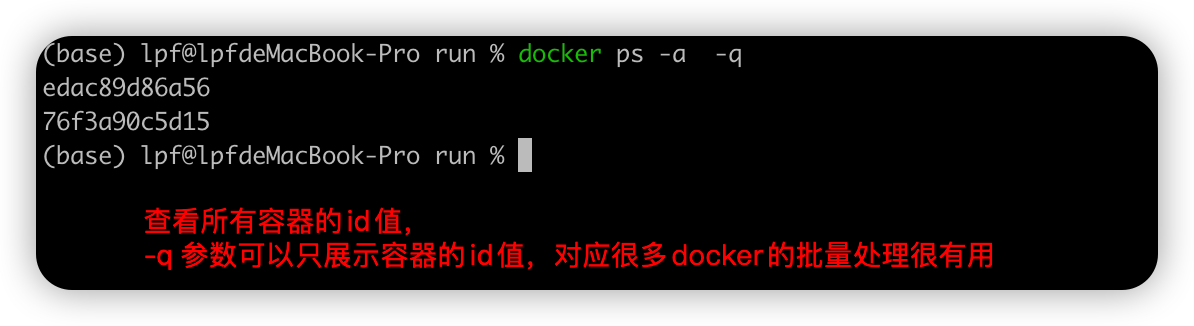 (base) lpf@lpfdeMacBook-Pro run % docker ps -a  -q
edac89d86a56
76f3a90c5d15
(base) lpf@lpfdeMacBook-Pro run %
查看所有容器的id值，
-q 参数可以只展示容器的id值，对应很多docker的批量处理很有用